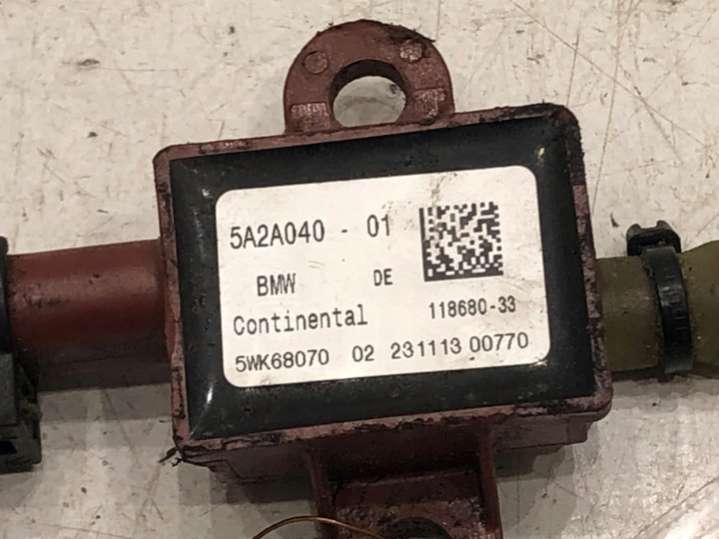 5A2A040 - 01
BMW DE
Continental 118680-33
5WK68070 02 231113 00770